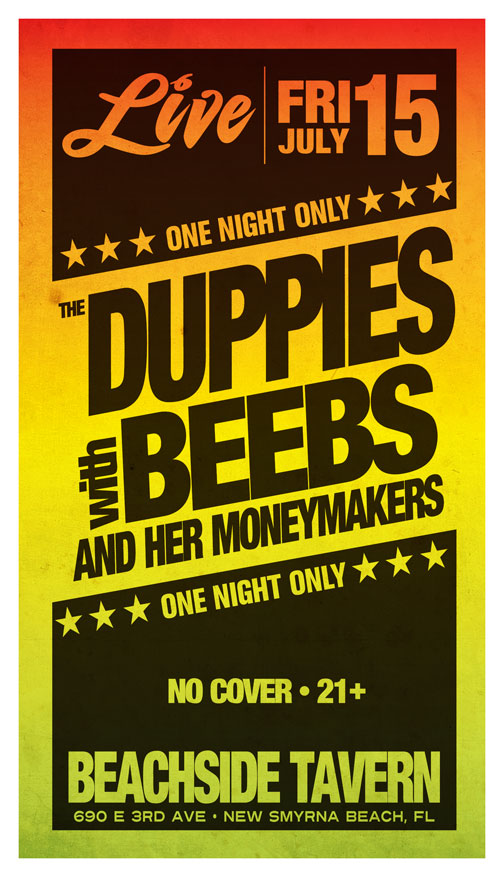 Live
FRI 15
JULY
ONE NIGHT ONLY
THE DUPPIES
with BEEBS
AND HER MONEYMAKERS
ONE NIGHT ONLY
NO COVER • 21+
BEACHSIDE TAVERN
690 E 3RD AVE • NEW SMYRNA BEACH, FL